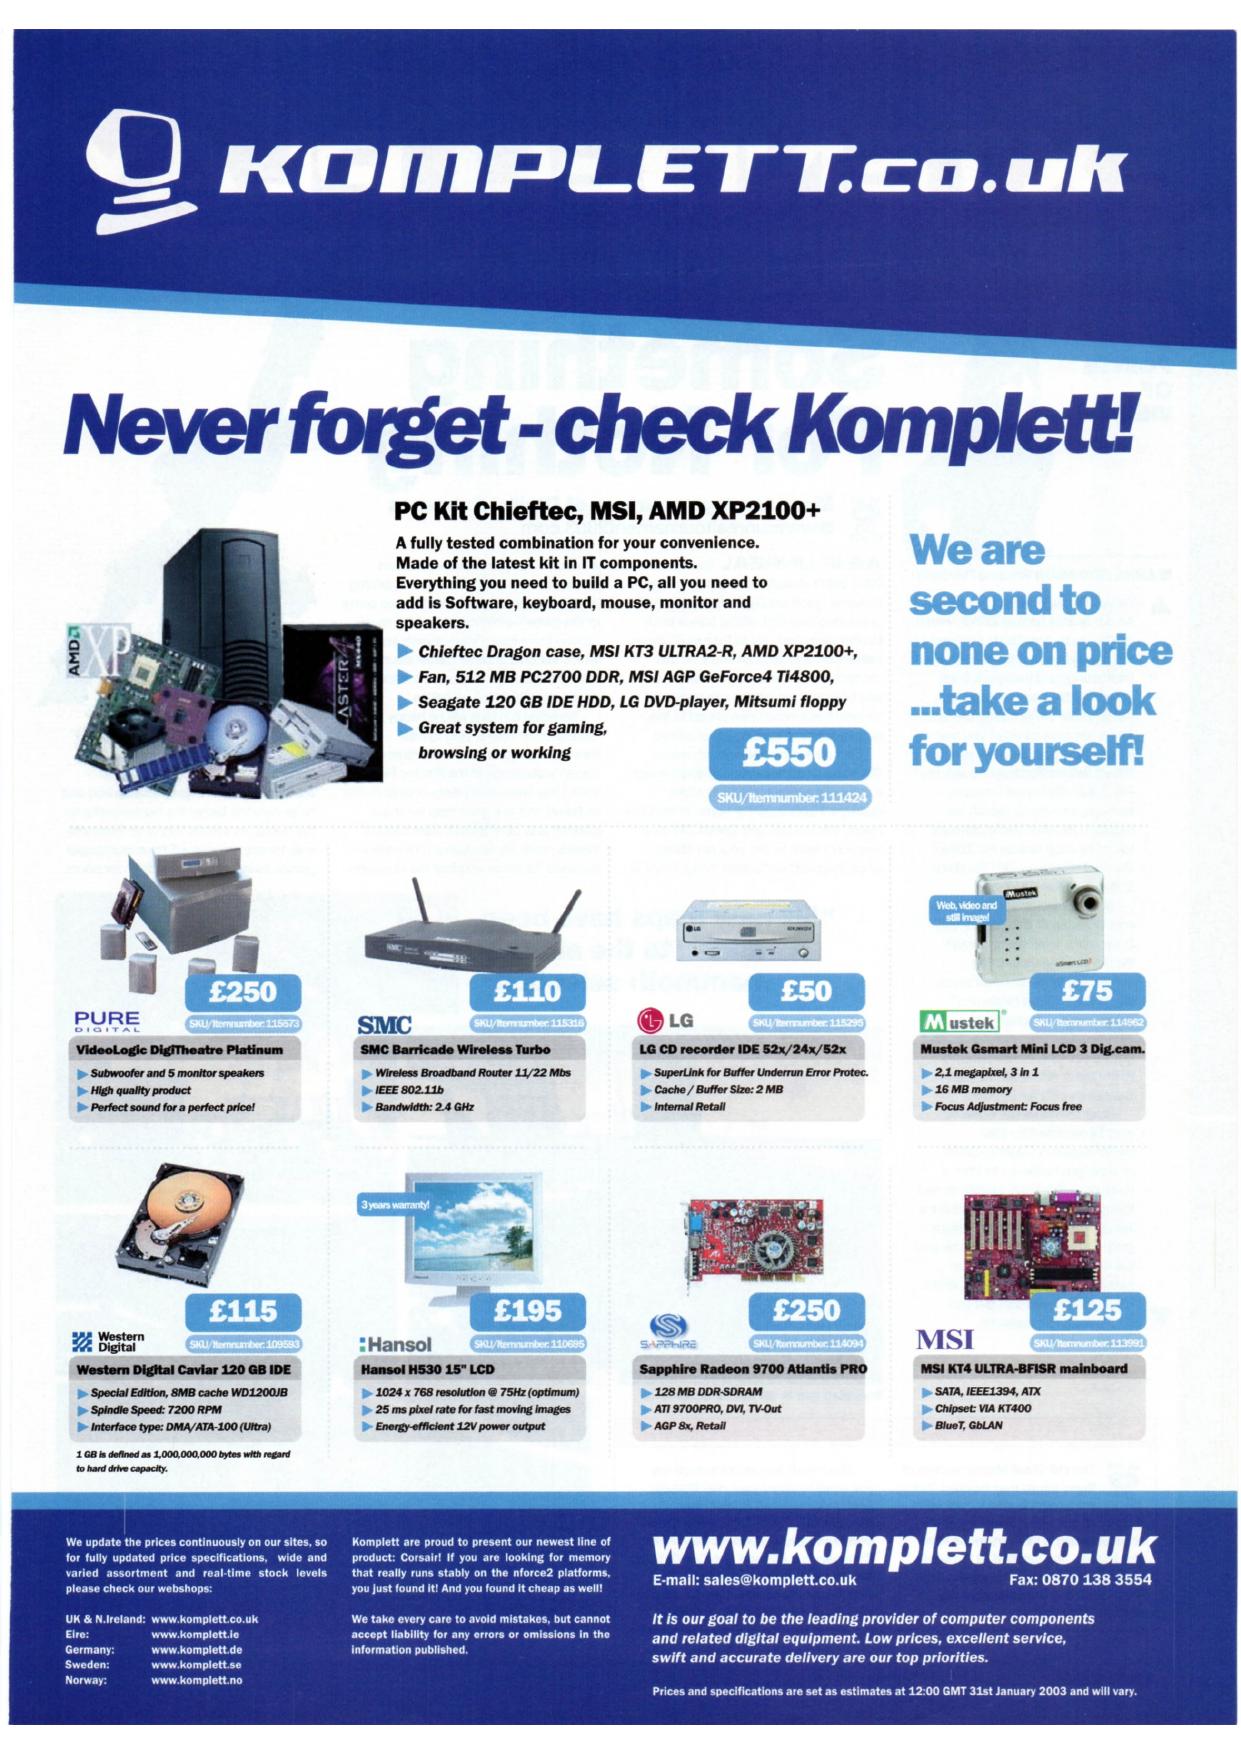 KOMPLETT.co.uk
Never forget - check Komplett!
PC Kit Chieftec, MSI, AMD XP2100+
A fully tested combination for your convenience.
Made of the latest kit in IT components.
Everything you need to build a PC, all you need to
add is Software, keyboard, mouse, monitor and
speakers.
Chieftec Dragon case, MSI KT3 ULTRA2-R, AMD XP2100+,
Fan, 512 MB PC2700 DDR, MSI AGP GeForce4 Ti4800,
Seagate 120 GB IDE HDD, LG DVD-player, Mitsumi floppy
Great system for gaming,
browsing or working
£550
SKU/Itemnumber: 111424
We are
second to
none on price
...take a look
for yourself!
AMD
XP
£250
PURE
DIGITAL
SKU/Itemnumber: 115573
VideoLogic DigiTheatre Platinum
Subwoofer and 5 monitor speakers
High quality product
Perfect sound for a perfect price!
SMC
£110
SMC
SKU/Itemnumber: 115316
SMC Barricade Wireless Turbo
Wireless Broadband Router 11/22 Mbs
IEEE 802.11b
Bandwidth: 2.4 GHz
LG
£50
LG
SKU/Itemnumber: 115295
LG CD recorder IDE 52x/24x/52x
SuperLink for Buffer Underrun Error Protec.
Cache / Buffer Size: 2 MB
Internal Retail
Web, video and
still image!
Mustek
£75
Mustek
SKU/Itemnumber: 114962
Mustek Gsmart Mini LCD 3 Dig.cam.
2,1 megapixel, 3 in 1
16 MB memory
Focus Adjustment: Focus free
£115
Western
Digital
SKU/Itemnumber: 109593
Western Digital Caviar 120 GB IDE
Special Edition, 8MB cache WD1200JB
Spindle Speed: 7200 RPM
Interface type: DMA/ATA-100 (Ultra)
1 GB is defined as 1,000,000,000 bytes with regard
to hard drive capacity.
3 years warranty!
£195
Hansol
SKU/Itemnumber: 110695
Hansol H530 15" LCD
1024 x 768 resolution @ 75Hz (optimum)
25 ms pixel rate for fast moving images
Energy-efficient 12V power output
£250
SAPPHIRE
SKU/Itemnumber: 114094
Sapphire Radeon 9700 Atlantis PRO
128 MB DDR-SDRAM
ATI 9700PRO, DVI, TV-Out
AGP 8x, Retail
£125
MSI
SKU/Itemnumber: 113991
MSI KT4 ULTRA-BFISR mainboard
SATA, IEEE1394, ATX
Chipset: VIA KT400
BlueT, GbLAN
We update the prices continuously on our sites, so
for fully updated price specifications, wide and
varied assortment and real-time stock levels
please check our webshops:
UK & N.Ireland: www.komplett.co.uk
Eire: www.komplett.ie
Germany: www.komplett.de
Sweden: www.komplett.se
Norway: www.komplett.no
Komplett are proud to present our newest line of
product: Corsair! If you are looking for memory
that really runs stably on the nforce2 platforms,
you just found it! And you found it cheap as well!
We take every care to avoid mistakes, but cannot
accept liability for any errors or omissions in the
information published.
www.komplett.co.uk
E-mail: sales@komplett.co.uk Fax: 0870 138 3554
It is our goal to be the leading provider of computer components
and related digital equipment. Low prices, excellent service,
swift and accurate delivery are our top priorities.
Prices and specifications are set as estimates at 12:00 GMT 31st January 2003 and will vary.